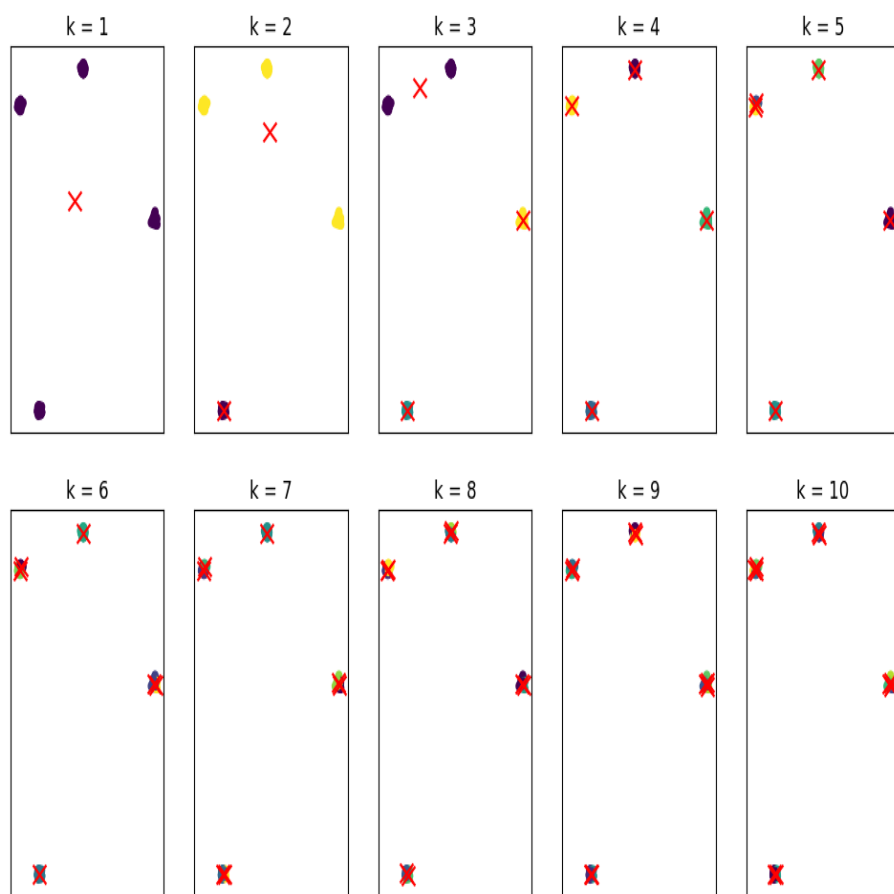 k = 1 k = 2 k = 3 k = 4 k = 5
k = 6 k = 7 k = 8 k = 9 k = 10